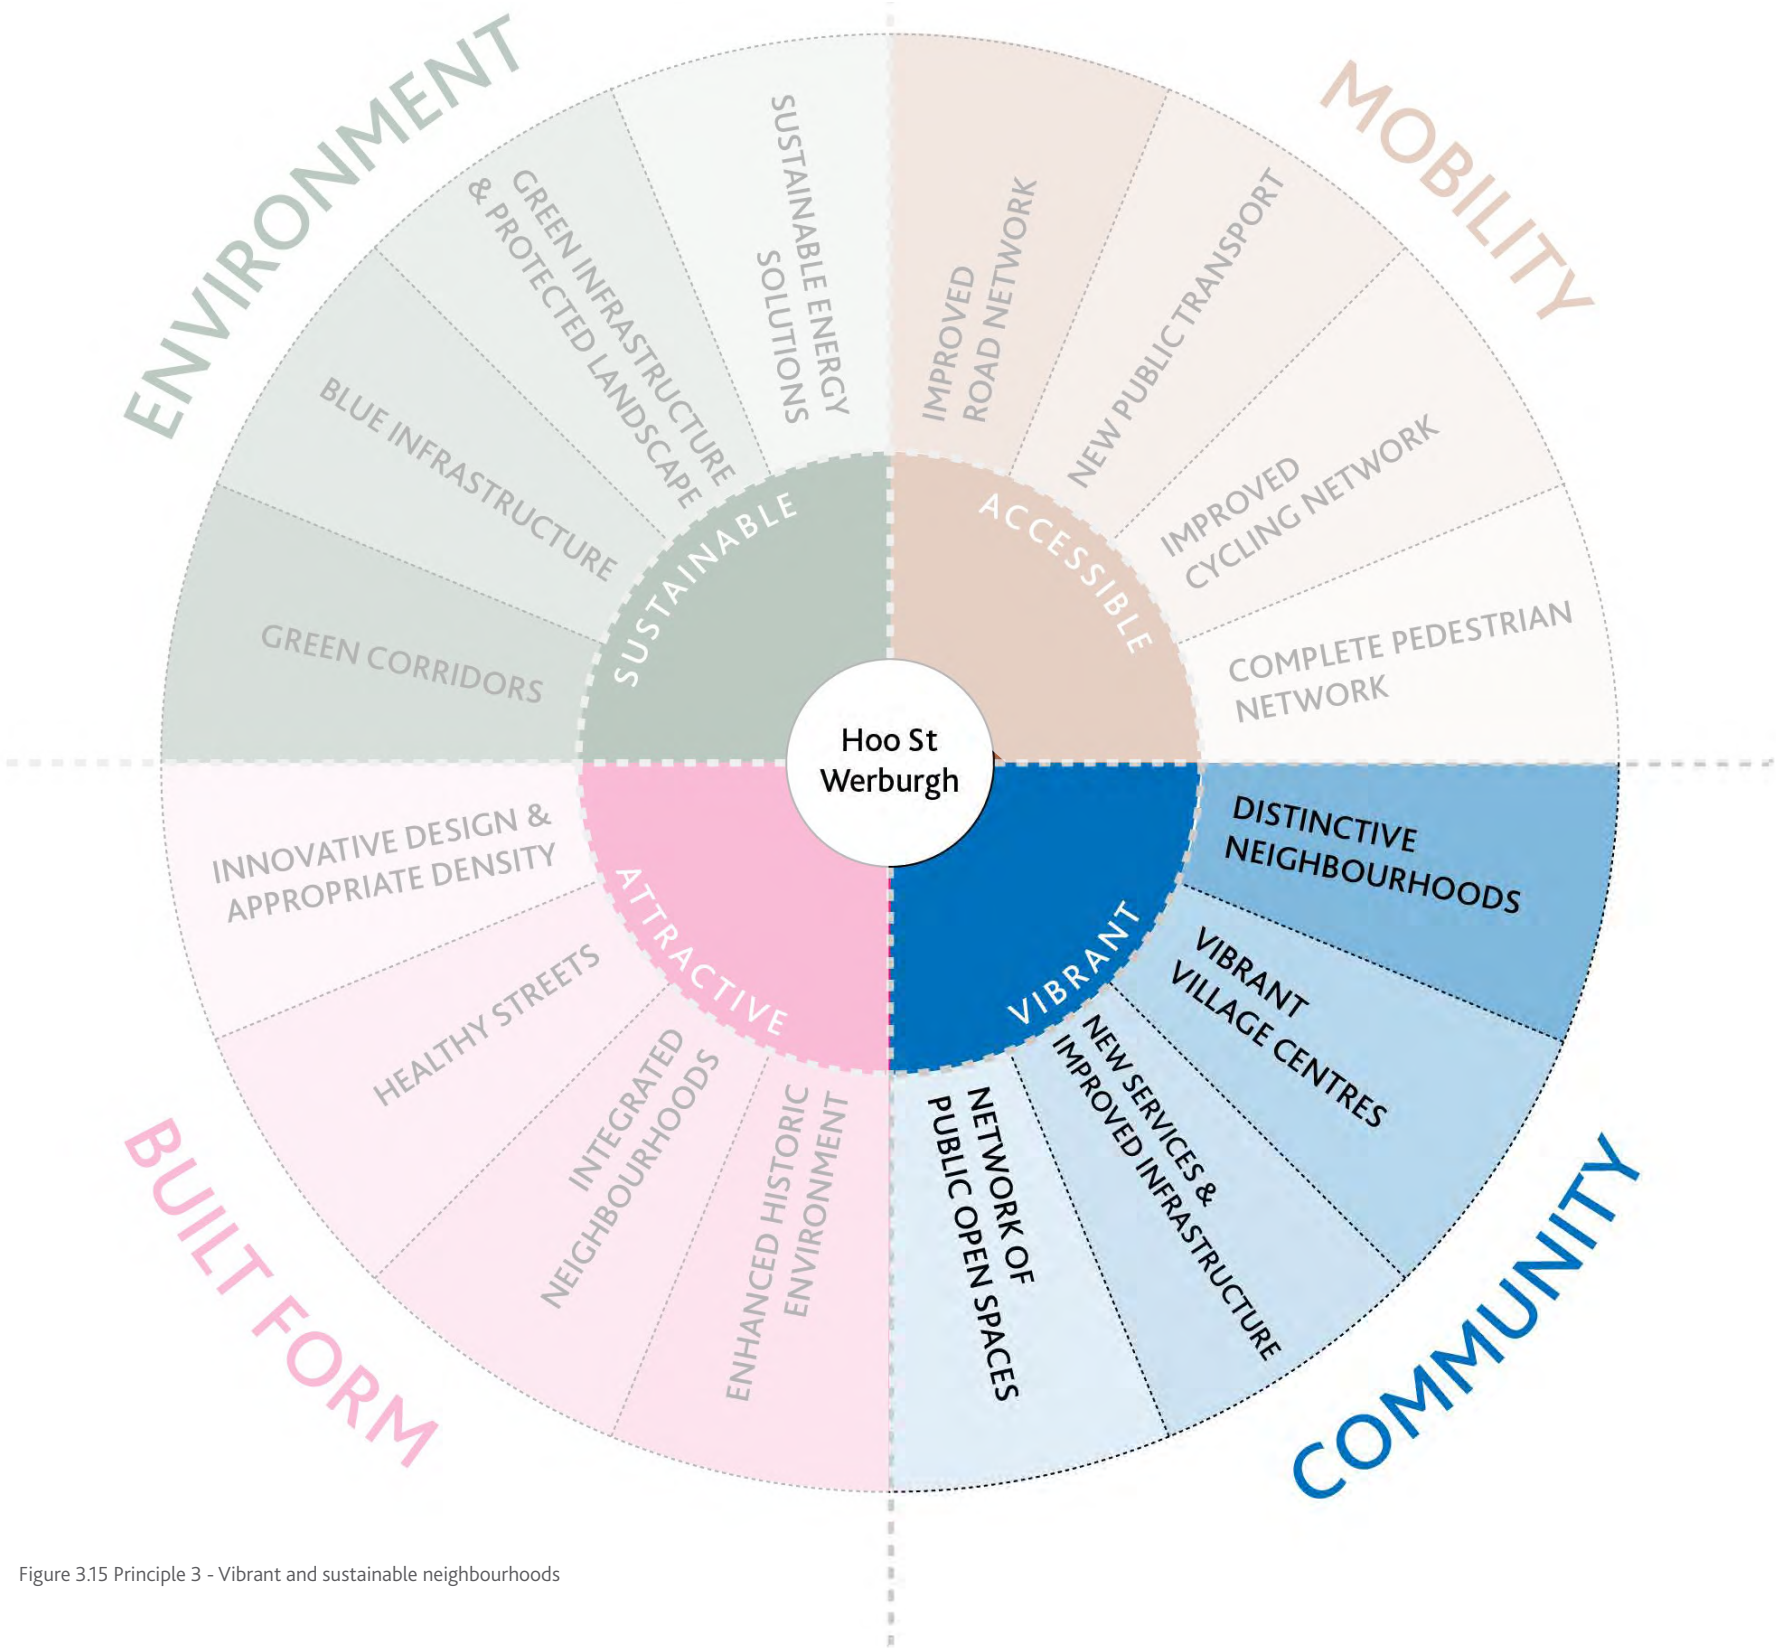 ENVIRONMENT
SUSTAINABLE
GREEN CORRIDORS
BLUE INFRASTRUCTURE
GREEN INFRASTRUCTURE
& PROTECTED LANDSCAPE
SUSTAINABLE ENERGY
SOLUTIONS
MOBILITY
ACCESSIBLE
IMPROVED
ROAD NETWORK
NEW PUBLIC TRANSPORT
IMPROVED
CYCLING NETWORK
COMPLETE PEDESTRIAN
NETWORK
Hoo St
Werburgh
COMMUNITY
VIBRANT
DISTINCTIVE
NEIGHBOURHOODS
VIBRANT
VILLAGE CENTRES
NEW SERVICES &
IMPROVED INFRASTRUCTURE
NETWORK OF
PUBLIC OPEN SPACES
BUILT FORM
ATTRACTIVE
INNOVATIVE DESIGN &
APPROPRIATE DENSITY
HEALTHY STREETS
INTEGRATED
NEIGHBOURHOODS
ENHANCED HISTORIC
ENVIRONMENT
Figure 3.15 Principle 3 - Vibrant and sustainable neighbourhoods